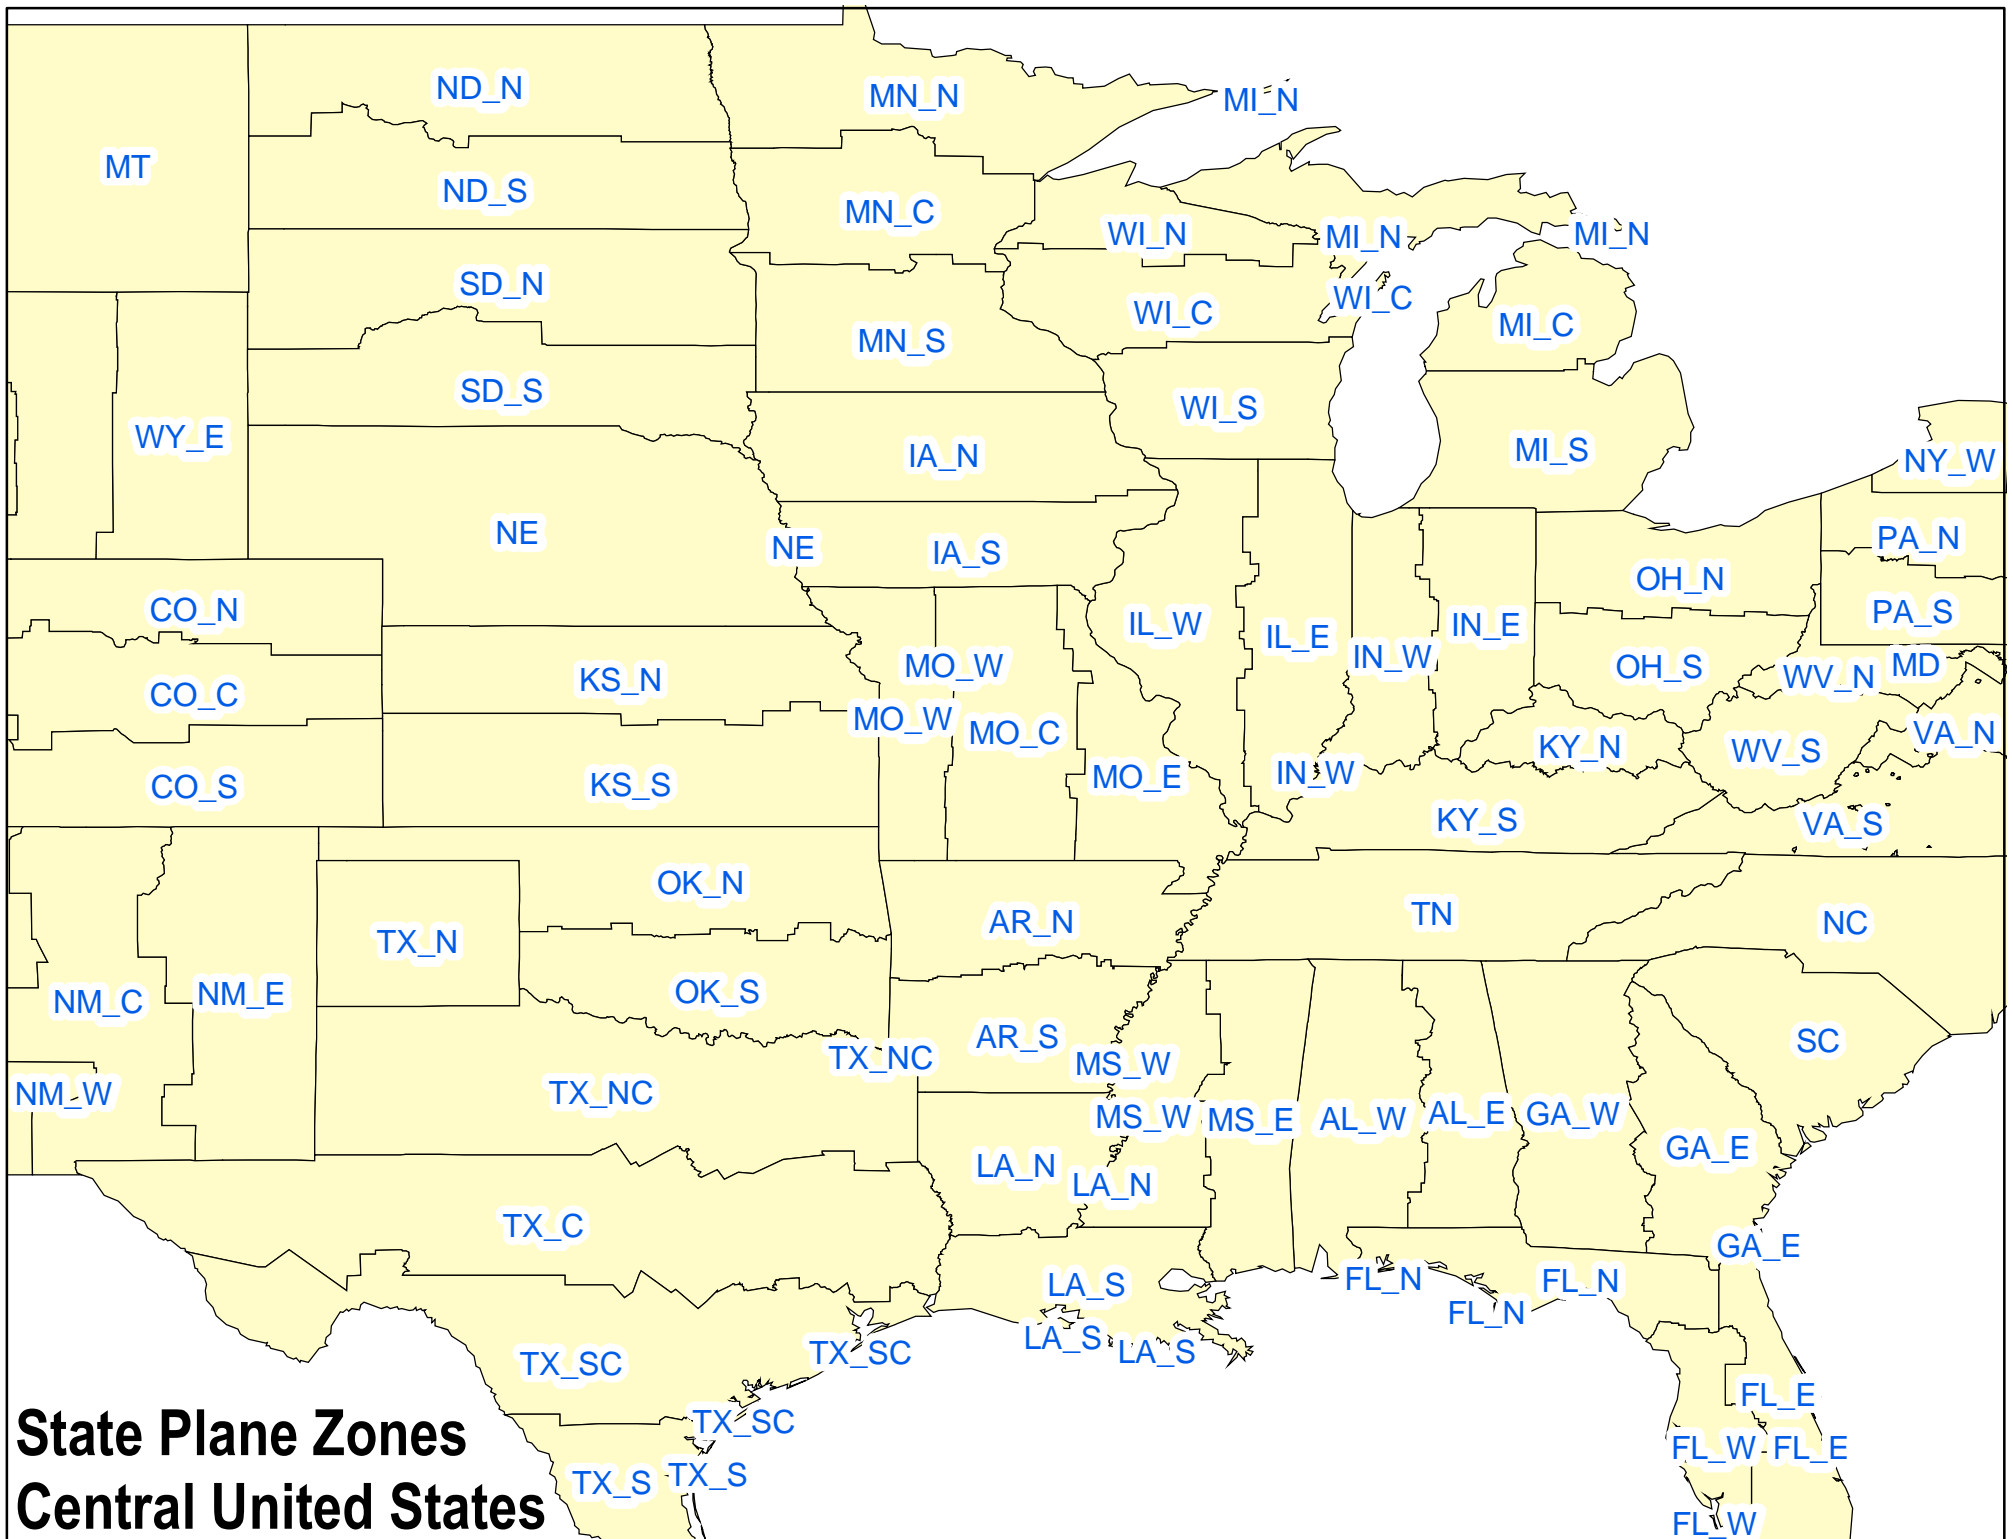 ND_N
MN_N
MI_N
MT
ND_S
MN_C
WI_N
MI_N
MI_N
SD_N
WI_C
WI_C
MI_C
MN_S
SD_S
WI_S
WY_E
IA_N
MI_S
NY_W
NE
NE
IA_S
PA_N
OH_N
CO_N
IL_W
IL_E
IN_E
PA_S
IN_W
MO_W
OH_S
MD
WV_N
KS_N
CO_C
MO_W
MO_C
VA_N
KY_N
WV_S
IN_W
MO_E
KS_S
CO_S
KY_S
VA_S
OK_N
TN
NC
AR_N
TX_N
OK_S
NM_E
NM_C
AR_S
SC
TX_NC
MS_W
TX_NC
NM_W
MS_W
MS_E
AL_W
AL_E
GA_W
GA_E
LA_N
LA_N
TX_C
GA_E
LA_S
FL_N
FL_N
FL_N
LA_S
LA_S
TX_SC
TX_SC
FL_E
TX_SC
FL_W
FL_E
TX_S
TX_S
FL_W
State Plane Zones
Central United States